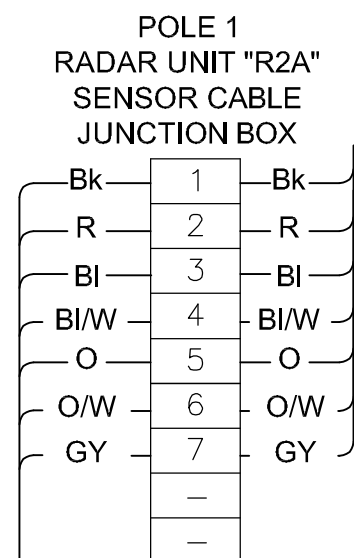 POLE 1
RADAR UNIT "R2A"
SENSOR CABLE
JUNCTION BOX
Bk 1 Bk
R 2 R
Bl 3 Bl
Bl/W 4 Bl/W
O 5 O
O/W 6 O/W
GY 7 GY
–
–